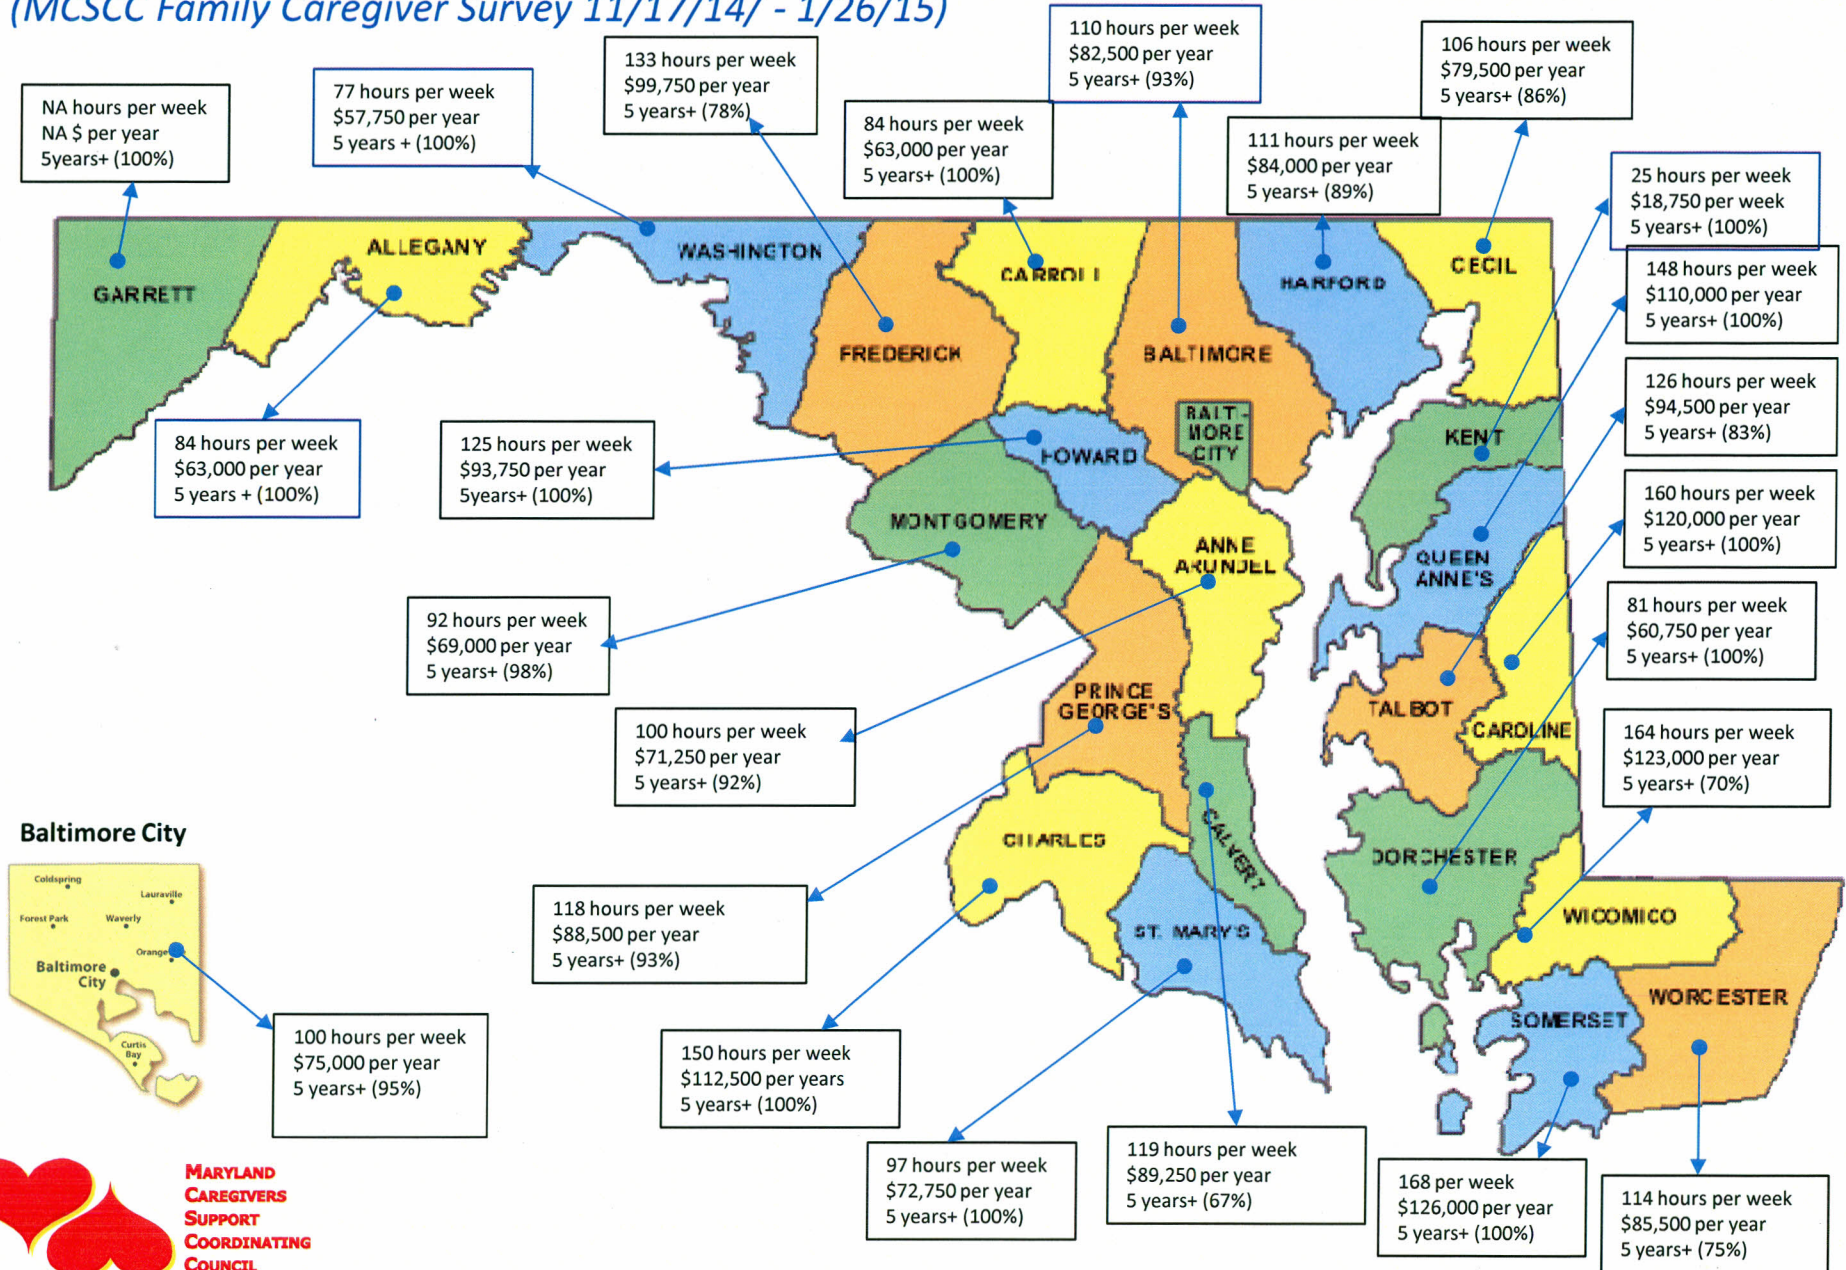 (MCSCC Family Caregiver Survey 11/17/14/ - 1/26/15)
NA hours per week
NA $ per year
5years+ (100%)
77 hours per week
$57,750 per year
5 years + (100%)
133 hours per week
$99,750 per year
5 years+ (78%)
84 hours per week
$63,000 per year
5 years+ (100%)
110 hours per week
$82,500 per year
5 years+ (93%)
111 hours per week
$84,000 per year
5 years+ (89%)
106 hours per week
$79,500 per year
5 years+ (86%)
25 hours per week
$18,750 per week
5 years+ (100%)
148 hours per week
$110,000 per year
5 years+ (100%)
126 hours per week
$94,500 per year
5 years+ (83%)
160 hours per week
$120,000 per year
5 years+ (100%)
81 hours per week
$60,750 per year
5 years+ (100%)
164 hours per week
$123,000 per year
5 years+ (70%)
GARRETT
ALLEGANY
WASHINGTON
FREDERICK
CARROLL
BALTIMORE
BALTI-
MORE
CITY
HARFORD
CECIL
KENT
HOWARD
MONTGOMERY
ANNE
ARUNDEL
QUEEN
ANNE'S
PRINCE
GEORGE'S
TALBOT
CAROLINE
CHARLES
CALVERT
ST. MARY'S
DORCHESTER
WICOMICO
SOMERSET
WORCESTER
84 hours per week
$63,000 per year
5 years + (100%)
125 hours per week
$93,750 per year
5years+ (100%)
92 hours per week
$69,000 per year
5 years+ (98%)
100 hours per week
$71,250 per year
5 years+ (92%)
118 hours per week
$88,500 per year
5 years+ (93%)
150 hours per week
$112,500 per years
5 years+ (100%)
97 hours per week
$72,750 per year
5 years+ (100%)
119 hours per week
$89,250 per year
5 years+ (67%)
168 per week
$126,000 per year
5 years+ (100%)
114 hours per week
$85,500 per year
5 years+ (75%)
Baltimore City
Coldspring
Lauraville
Forest Park
Waverly
Orange
Baltimore
City
Curtis
Bay
100 hours per week
$75,000 per year
5 years+ (95%)
MARYLAND
CAREGIVERS
SUPPORT
COORDINATING
COUNCIL